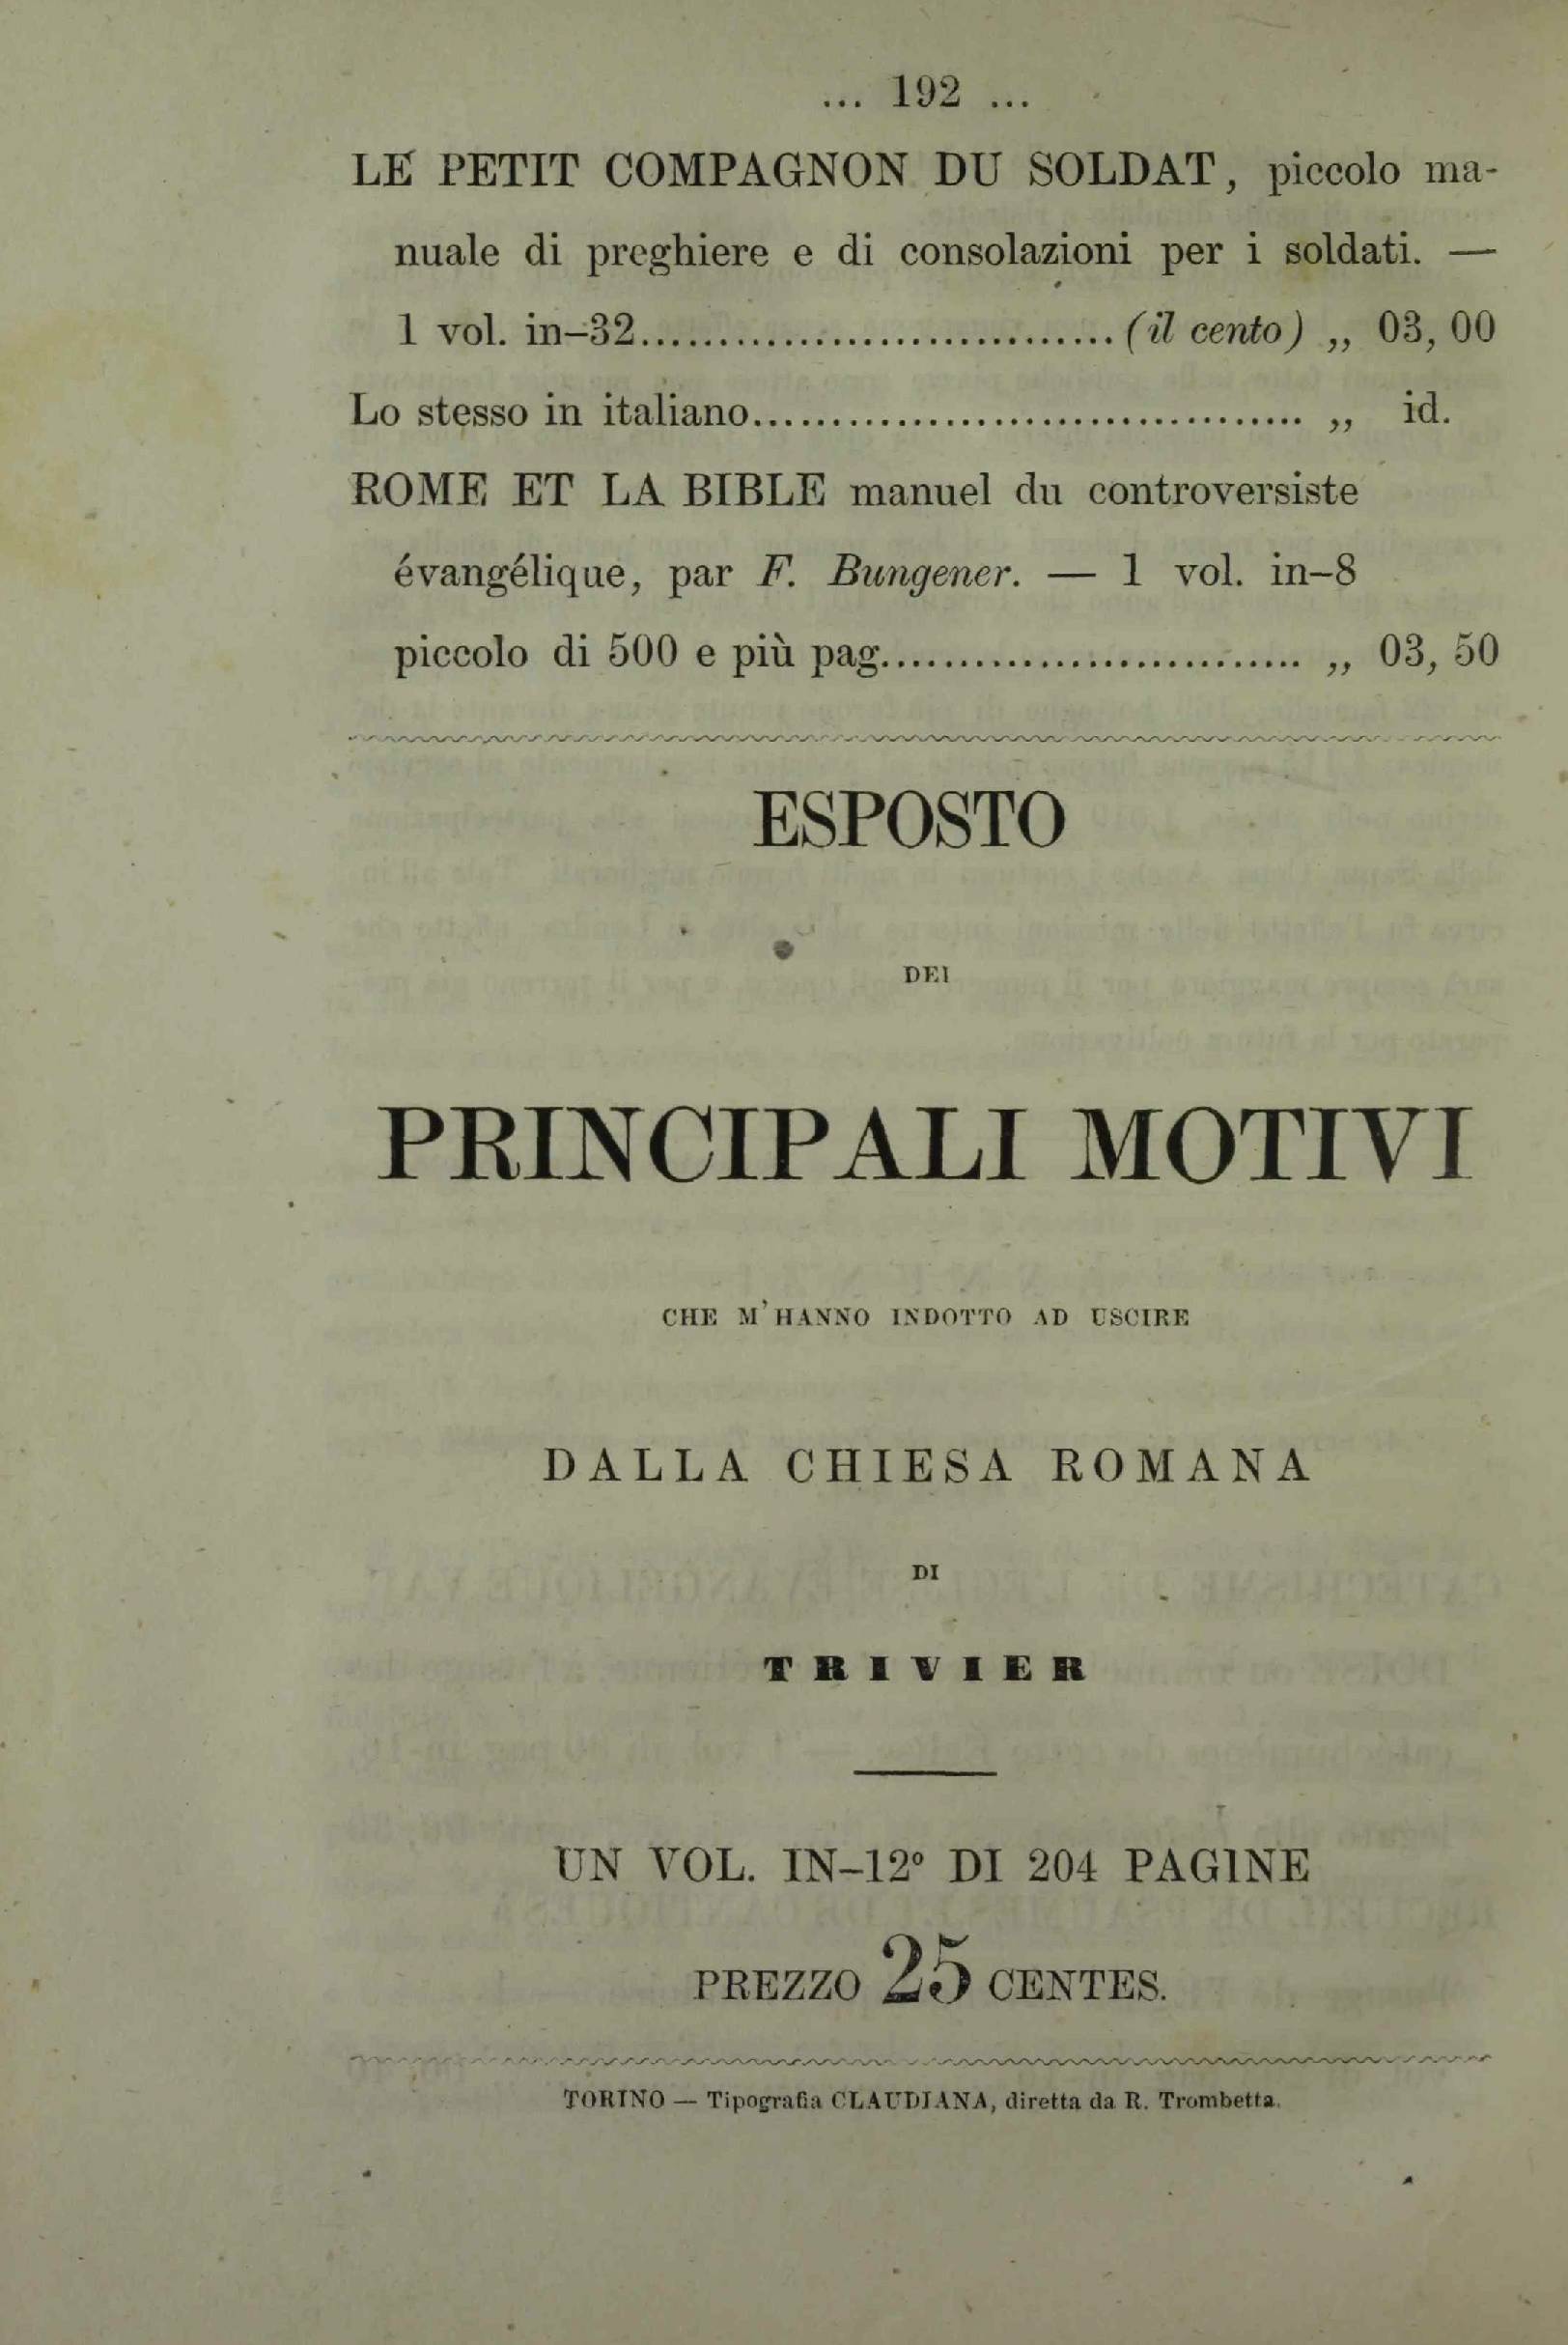 ... 192 ...
LE PETIT COMPAGNON DU SOLDAT, piccolo ma-
nuale di preghiere e di consolazioni per i soldati. —
1 vol. in-32.............................. (il cento) „ 03, 00
Lo stesso in italiano.................................. „ id.
ROME ET LA BIBLE manuel du controversiste
évangélique, par F. Bungener. — 1 vol. in-8
piccolo di 500 e più pag.......................... „ 03, 50
ESPOSTO
DEI
PRINCIPALI MOTIVI
CHE M'HANNO INDOTTO AD USCIRE
DALLA CHIESA ROMANA
DI
TRIVIER
UN VOL. IN-12º DI 204 PAGINE
PREZZO 25 CENTES.
TORINO — Tipografia CLAUDIANA, diretta da R. Trombetta.